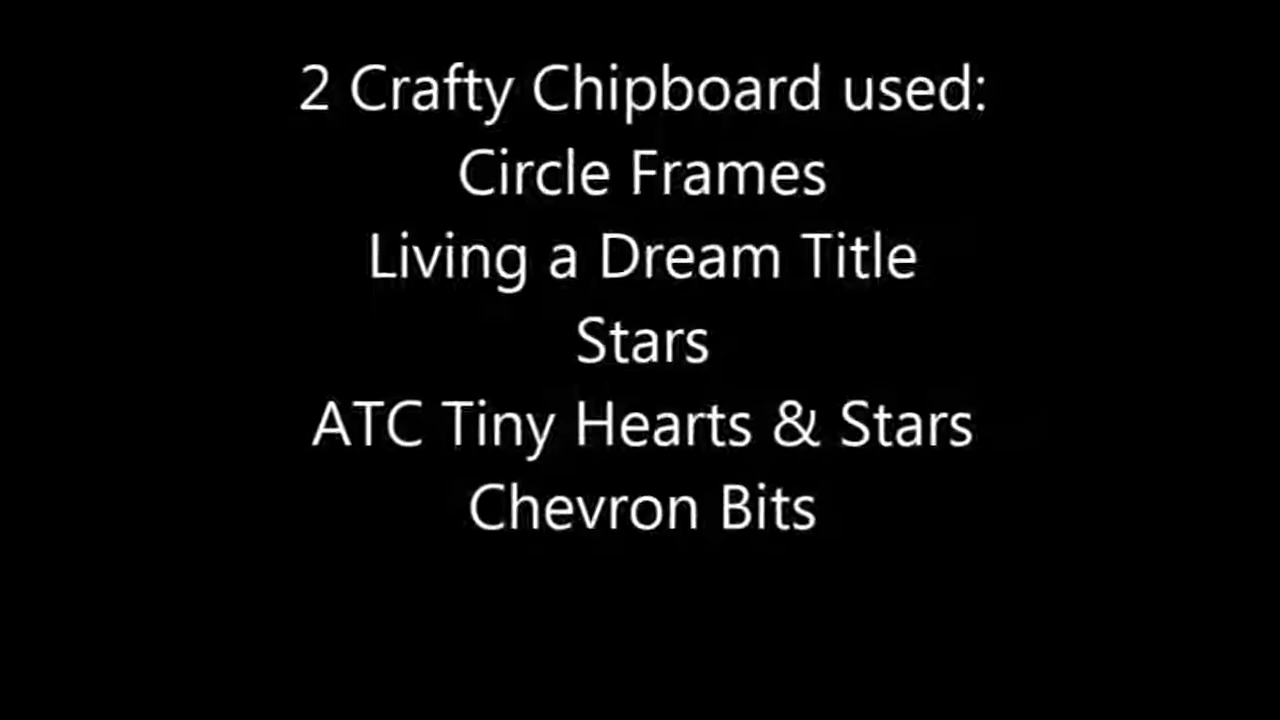 2 Crafty Chipboard used:
Circle Frames
Living a Dream Title
Stars
ATC Tiny Hearts & Stars
Chevron Bits